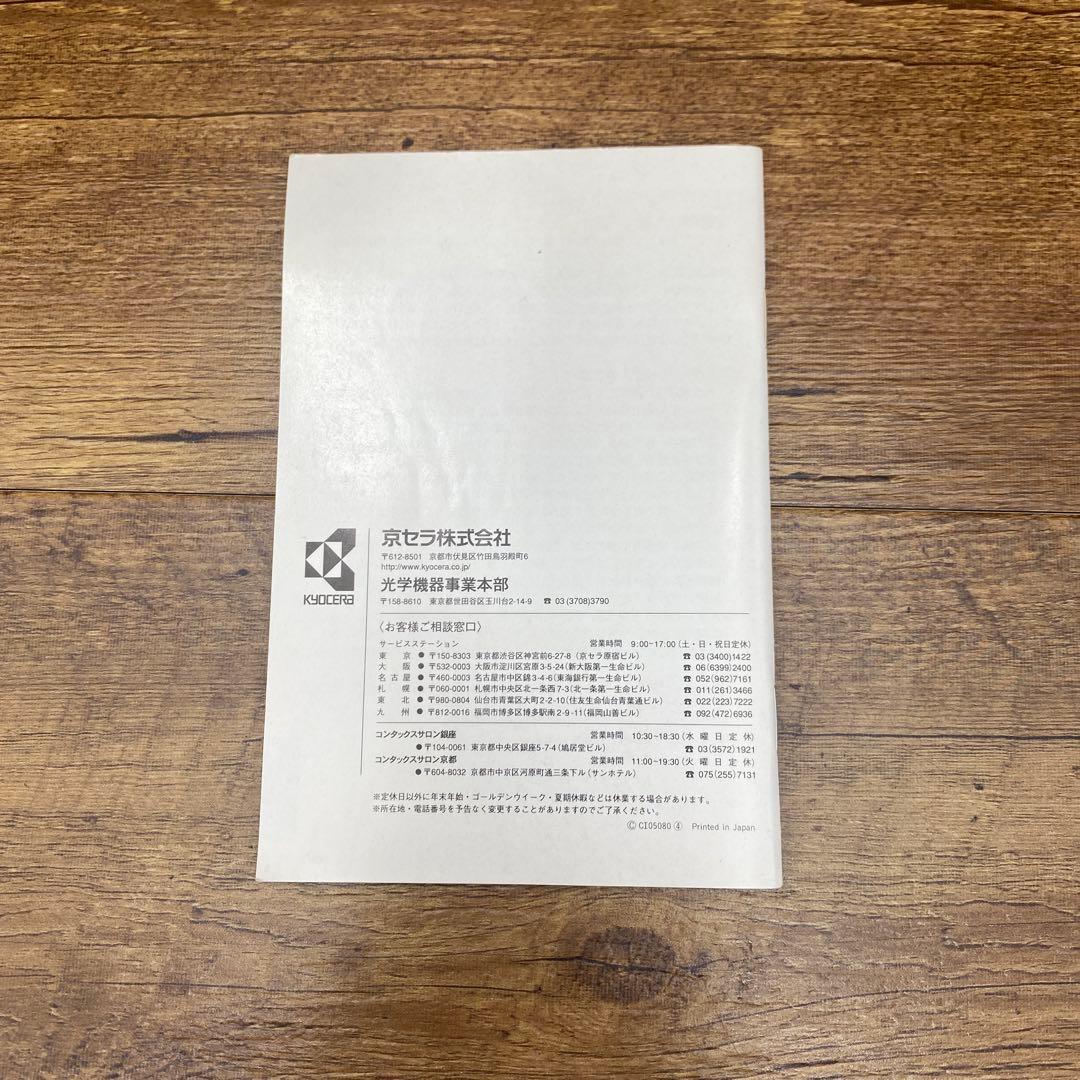 KYOCERA
京セラ株式会社
〒612-8501 京都市伏見区竹田鳥羽殿町6
http://www.kyocera.co.jp/
光学機器事業本部
〒158-8610 東京都世田谷区玉川台2-14-9 ☎ 03(3708)3790
〈お客様ご相談窓口〉
サービスステーション 営業時間 9:00~17:00(土・日・祝日定休)
東京 ● 〒150-8303 東京都渋谷区神宮前6-27-8 (京セラ原宿ビル) ☎ 03(3400)1422
大阪 ● 〒532-0003 大阪市淀川区宮原3-5-24(新大阪第一生命ビル) ☎ 06(6399)2400
名古屋 ● 〒460-0003 名古屋市中区錦3-4-6(東海銀行第一生命ビル) ☎ 052(962)7161
札幌 ● 〒060-0001 札幌市中央区北一条西7-3(北一条第一生命ビル) ☎ 011(261)3466
東北 ● 〒980-0804 仙台市青葉区大町2-2-10(住友生命仙台青葉通ビル) ☎ 022(223)7222
九州 ● 〒812-0016 福岡市博多区博多駅南2-9-11(福岡山善ビル) ☎ 092(472)6936
コンタックスサロン銀座 営業時間 10:30~18:30(水曜日定休)
● 〒104-0061 東京都中央区銀座5-7-4(鳩居堂ビル) ☎ 03(3572)1921
コンタックスサロン京都 営業時間 11:00~19:30(火曜日定休)
● 〒604-8032 京都市中京区河原町通三条下ル(サンホテル) ☎ 075(255)7131
※定休日以外に年末年始・ゴールデンウイーク・夏期休暇などは休業する場合があります。
※所在地・電話番号を予告なく変更することがありますのでご了承ください。
© CI05080 ④ Printed in Japan